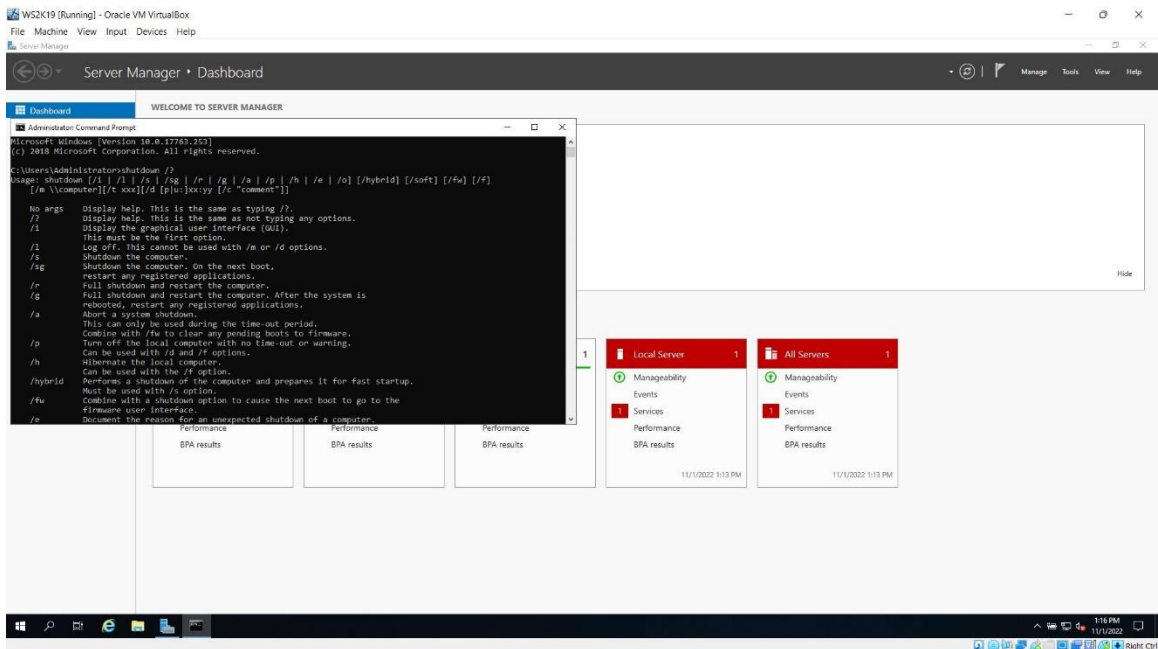 WS2K19 [Running] - Oracle VM VirtualBox
File Machine View Input Devices Help
Server Manager
Server Manager • Dashboard
Manage Tools View Help
Dashboard
WELCOME TO SERVER MANAGER
Administrator: Command Prompt
Microsoft Windows [Version 10.0.17763.253]
(c) 2018 Microsoft Corporation. All rights reserved.
C:\Users\Administrator>shutdown /?
Usage: shutdown [/i | /l | /s | /sg | /r | /g | /a | /p | /h | /e | /o] [/hybrid] [/soft] [/fw] [/f]
[/m \\computer][/t xxx][/d [p|u:]xx:yy [/c "comment"]]
No args Display help. This is the same as typing /?.
/? Display help. This is the same as not typing any options.
/i Display the graphical user interface (GUI).
This must be the first option.
/l Log off. This cannot be used with /m or /d options.
/s Shutdown the computer.
/sg Shutdown the computer. On the next boot,
restart any registered applications.
/r Full shutdown and restart the computer.
/g Full shutdown and restart the computer. After the system is
rebooted, restart any registered applications.
/a Abort a system shutdown.
This can only be used during the time-out period.
Combine with /fw to clear any pending boots to firmware.
/p Turn off the local computer with no time-out or warning.
Can be used with /d and /f options.
/h Hibernate the local computer.
Can be used with the /f option.
/hybrid Performs a shutdown of the computer and prepares it for fast startup.
Must be used with /s option.
/fw Combine with a shutdown option to cause the next boot to go to the
firmware user interface.
/e Document the reason for an unexpected shutdown of a computer.
Hide
1
Local Server 1
All Servers 1
Manageability
Manageability
Events
Events
1 Services
1 Services
Performance
Performance
Performance
Performance
Performance
BPA results
BPA results
BPA results
BPA results
BPA results
11/1/2022 1:13 PM
11/1/2022 1:13 PM
1:16 PM
11/1/2022
Right Ctrl